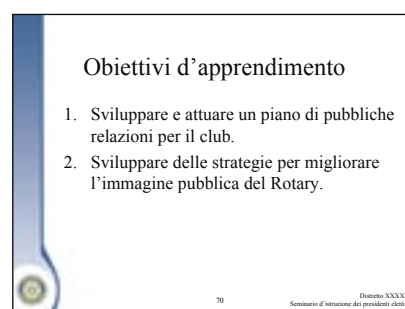 Obiettivi d'apprendimento
1. Sviluppare e attuare un piano di pubbliche
relazioni per il club.
2. Sviluppare delle strategie per migliorare
l'immagine pubblica del Rotary.
70
Distretto XXXX
Seminario d'istruzione dei presidenti eletti